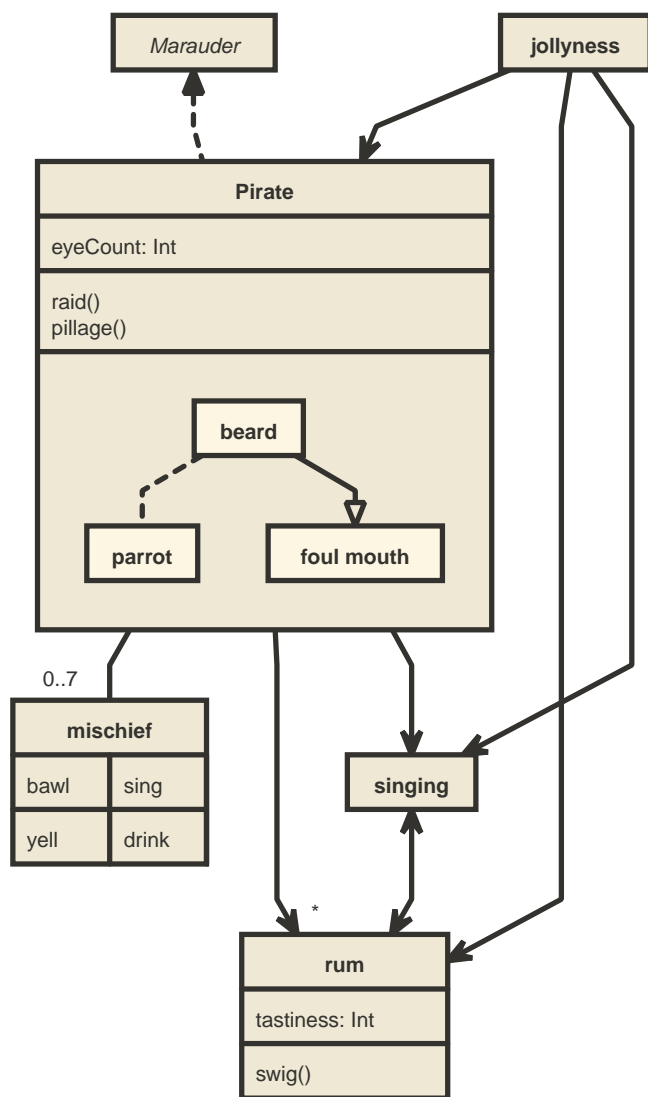 Marauder
jollyness
Pirate
eyeCount: Int
raid()
pillage()
beard
parrot
foul mouth
0..7
mischief
bawl
sing
yell
drink
singing
*
rum
tastiness: Int
swig()